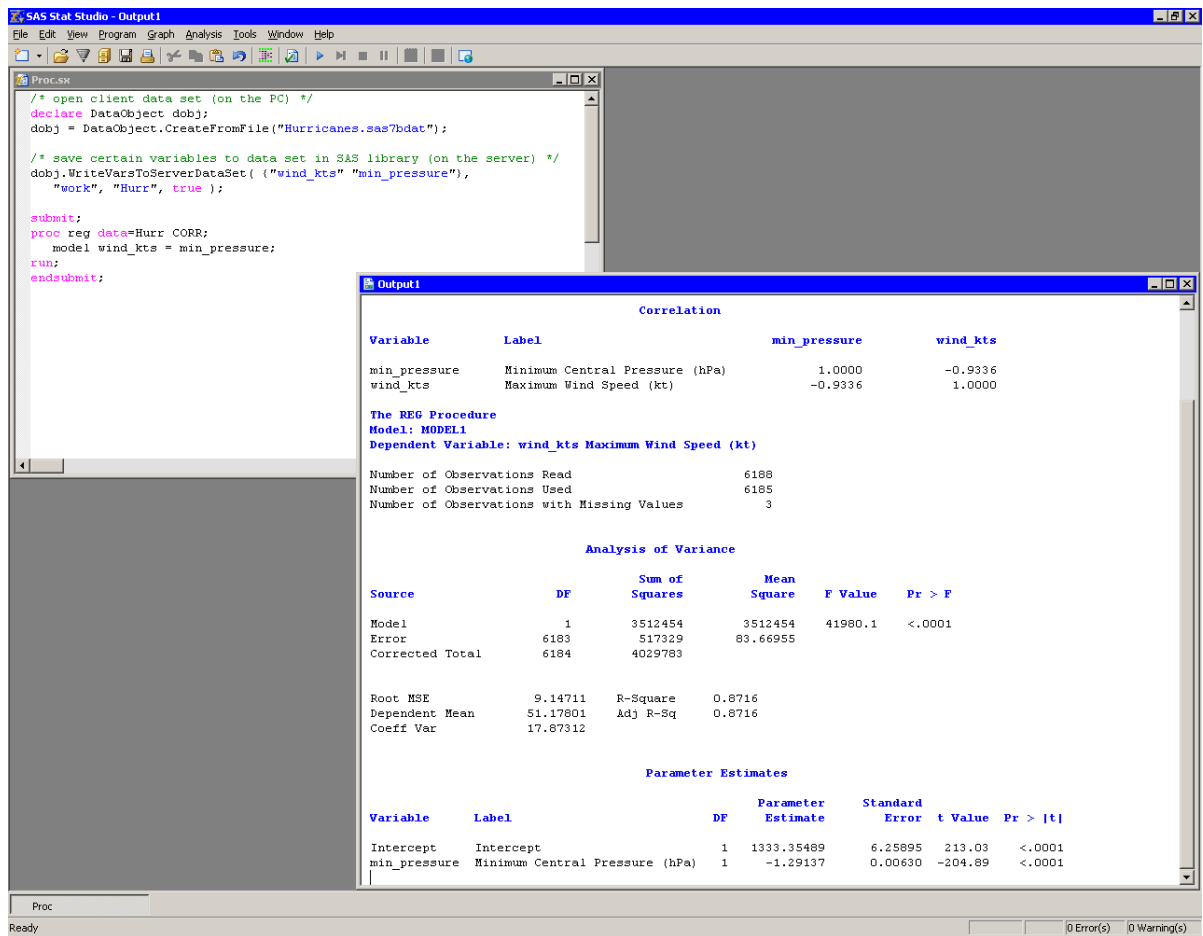 SAS Stat Studio - Output1
File Edit View Program Graph Analysis Tools Window Help
Proc.sx
/* open client data set (on the PC) */
declare DataObject dobj;
dobj = DataObject.CreateFromFile("Hurricanes.sas7bdat");
/* save certain variables to data set in SAS library (on the server) */
dobj.WriteVarsToServerDataSet( {"wind_kts" "min_pressure"},
"work", "Hurr", true );
submit;
proc reg data=Hurr CORR;
model wind_kts = min_pressure;
run;
endsubmit;
Output1
Correlation
Variable Label min_pressure wind_kts
min_pressure Minimum Central Pressure (hPa) 1.0000 -0.9336
wind_kts Maximum Wind Speed (kt) -0.9336 1.0000
The REG Procedure
Model: MODEL1
Dependent Variable: wind_kts Maximum Wind Speed (kt)
Number of Observations Read 6188
Number of Observations Used 6185
Number of Observations with Missing Values 3
Analysis of Variance
Sum of Mean
Source DF Squares Square F Value Pr > F
Model 1 3512454 3512454 41980.1 <.0001
Error 6183 517329 83.66955
Corrected Total 6184 4029783
Root MSE 9.14711 R-Square 0.8716
Dependent Mean 51.17801 Adj R-Sq 0.8716
Coeff Var 17.87312
Parameter Estimates
Parameter Standard
Variable Label DF Estimate Error t Value Pr > |t|
Intercept Intercept 1 1333.35489 6.25895 213.03 <.0001
min_pressure Minimum Central Pressure (hPa) 1 -1.29137 0.00630 -204.89 <.0001
Proc
Ready 0 Error(s) 0 Warning(s)